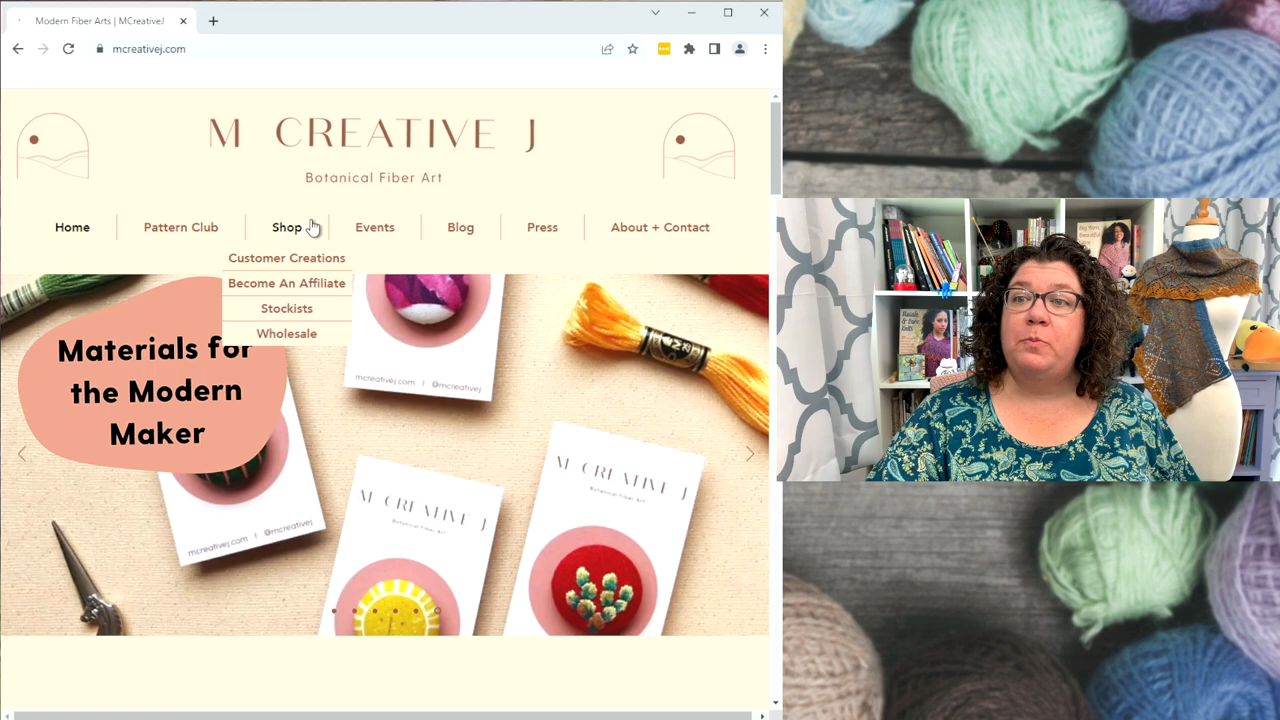 Modern Fiber Arts | MCreativeJ
mcreativej.com
M CREATIVE J
Botanical Fiber Art
Home
Pattern Club
Shop
Events
Blog
Press
About + Contact
Customer Creations
Become An Affiliate
Stockists
Wholesale
Materials for
the Modern
Maker
mcreativej.com | @mcreativej
mcreativej.com | @mcreativej
M CREATIVE J
Botanical Fiber Art
M CREATIVE J
Botanical Fiber Art